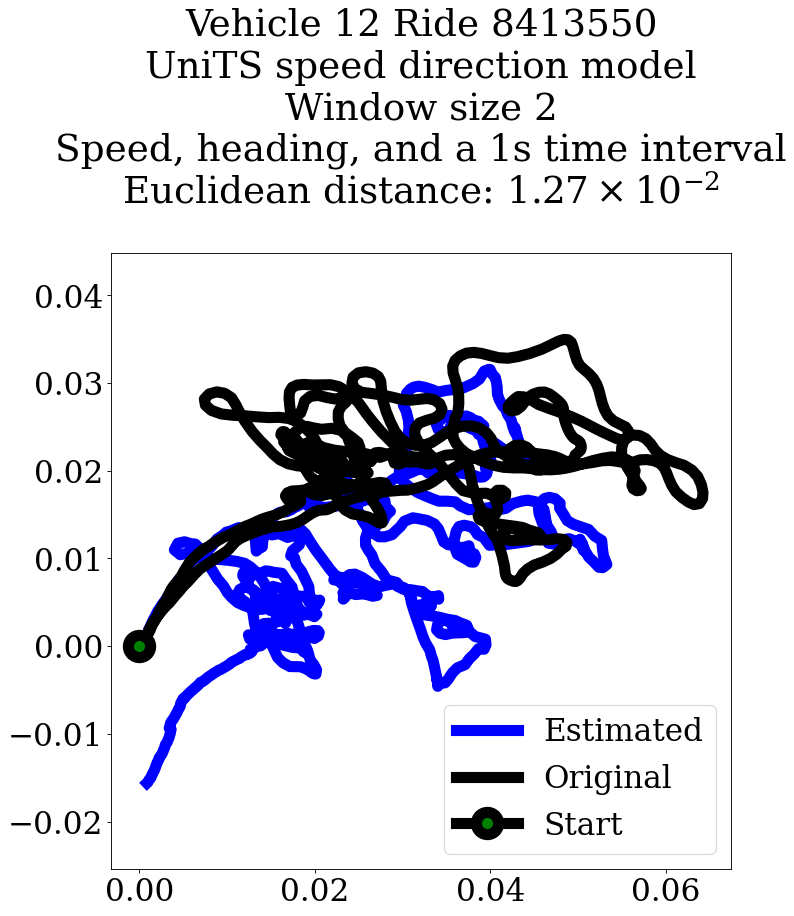 Vehicle 12 Ride 8413550
UniTS speed direction model
Window size 2
Speed, heading, and a 1s time interval
Euclidean distance: 1.27 × 10⁻²
0.04
0.03
0.02
0.01
0.00
−0.01
−0.02
Estimated
Original
Start
0.00 0.02 0.04 0.06